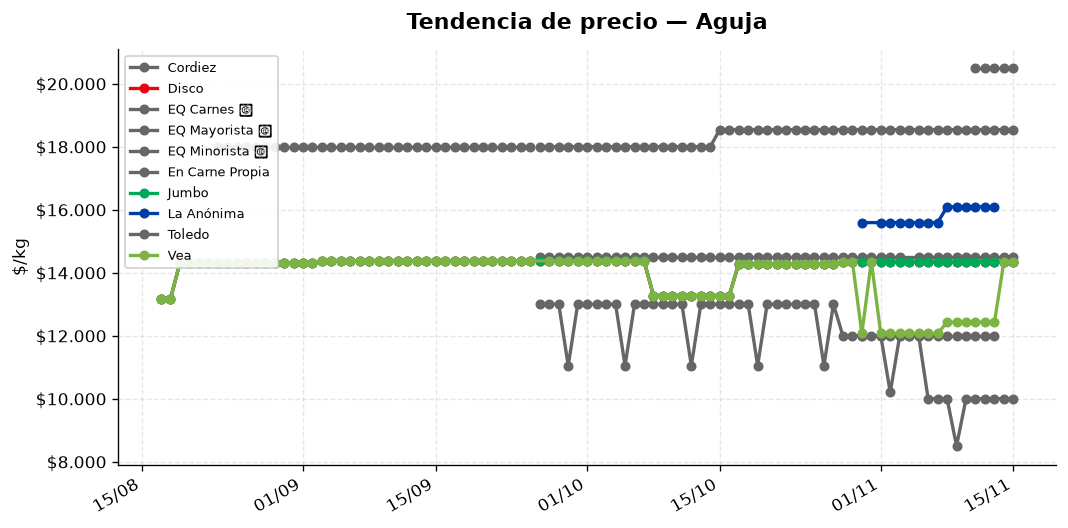 Tendencia de precio — Aguja
Cordiez
Disco
EQ Carnes
EQ Mayorista
EQ Minorista
En Carne Propia
Jumbo
La Anónima
Toledo
Vea
$/kg
$20.000
$18.000
$16.000
$14.000
$12.000
$10.000
$8.000
15/08
01/09
15/09
01/10
15/10
01/11
15/11